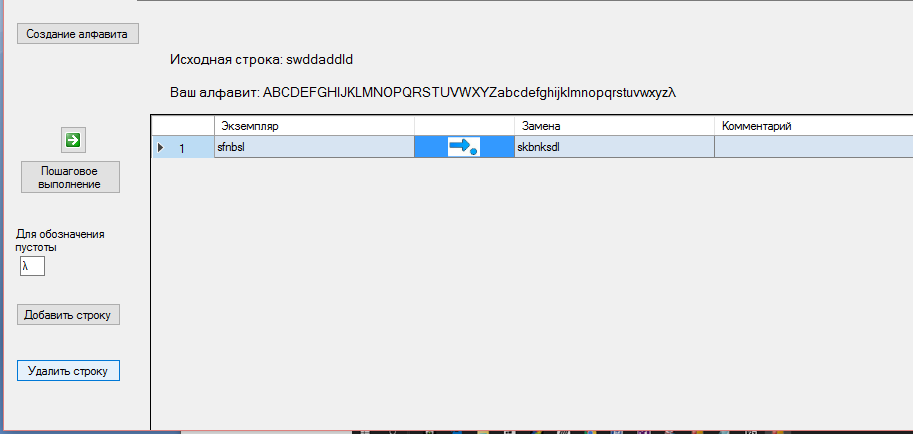 Создание алфавита
Исходная строка: swddaddld
Ваш алфавит: ABCDEFGHIJKLMNOPQRSTUVWXYZabcdefghijklmnopqrstuvwxyzλ
Экземпляр Замена Комментарий
1 sfnbsl skbnksdl
Пошаговое
выполнение
Для обозначения
пустоты
λ
Добавить строку
Удалить строку